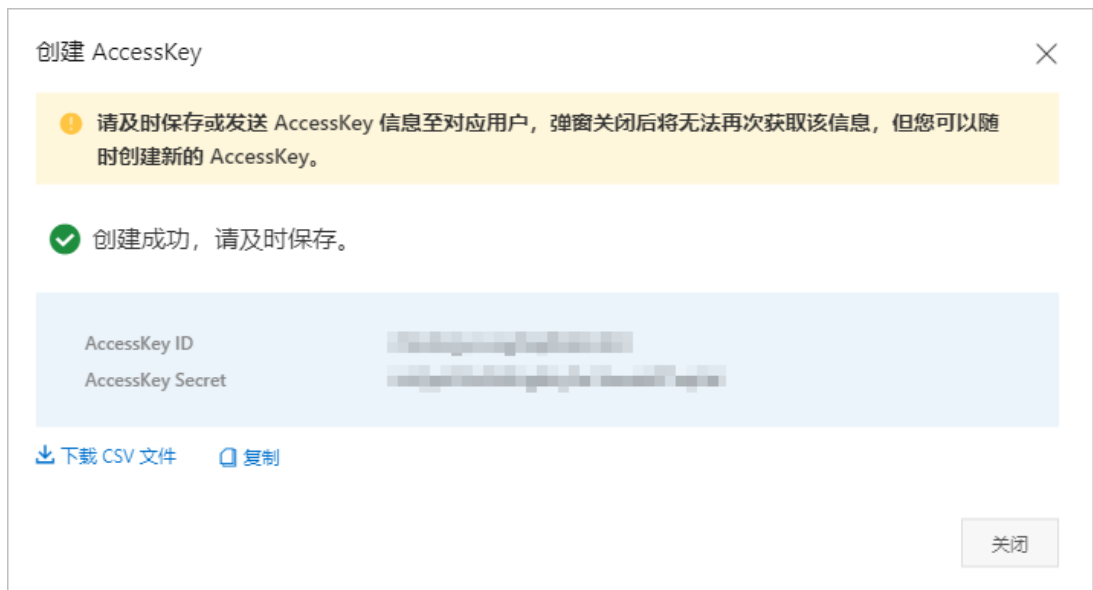 创建 AccessKey
请及时保存或发送 AccessKey 信息至对应用户，弹窗关闭后将无法再次获取该信息，但您可以随
时创建新的 AccessKey。
创建成功，请及时保存。
AccessKey ID
AccessKey Secret
下载 CSV 文件 复制
关闭